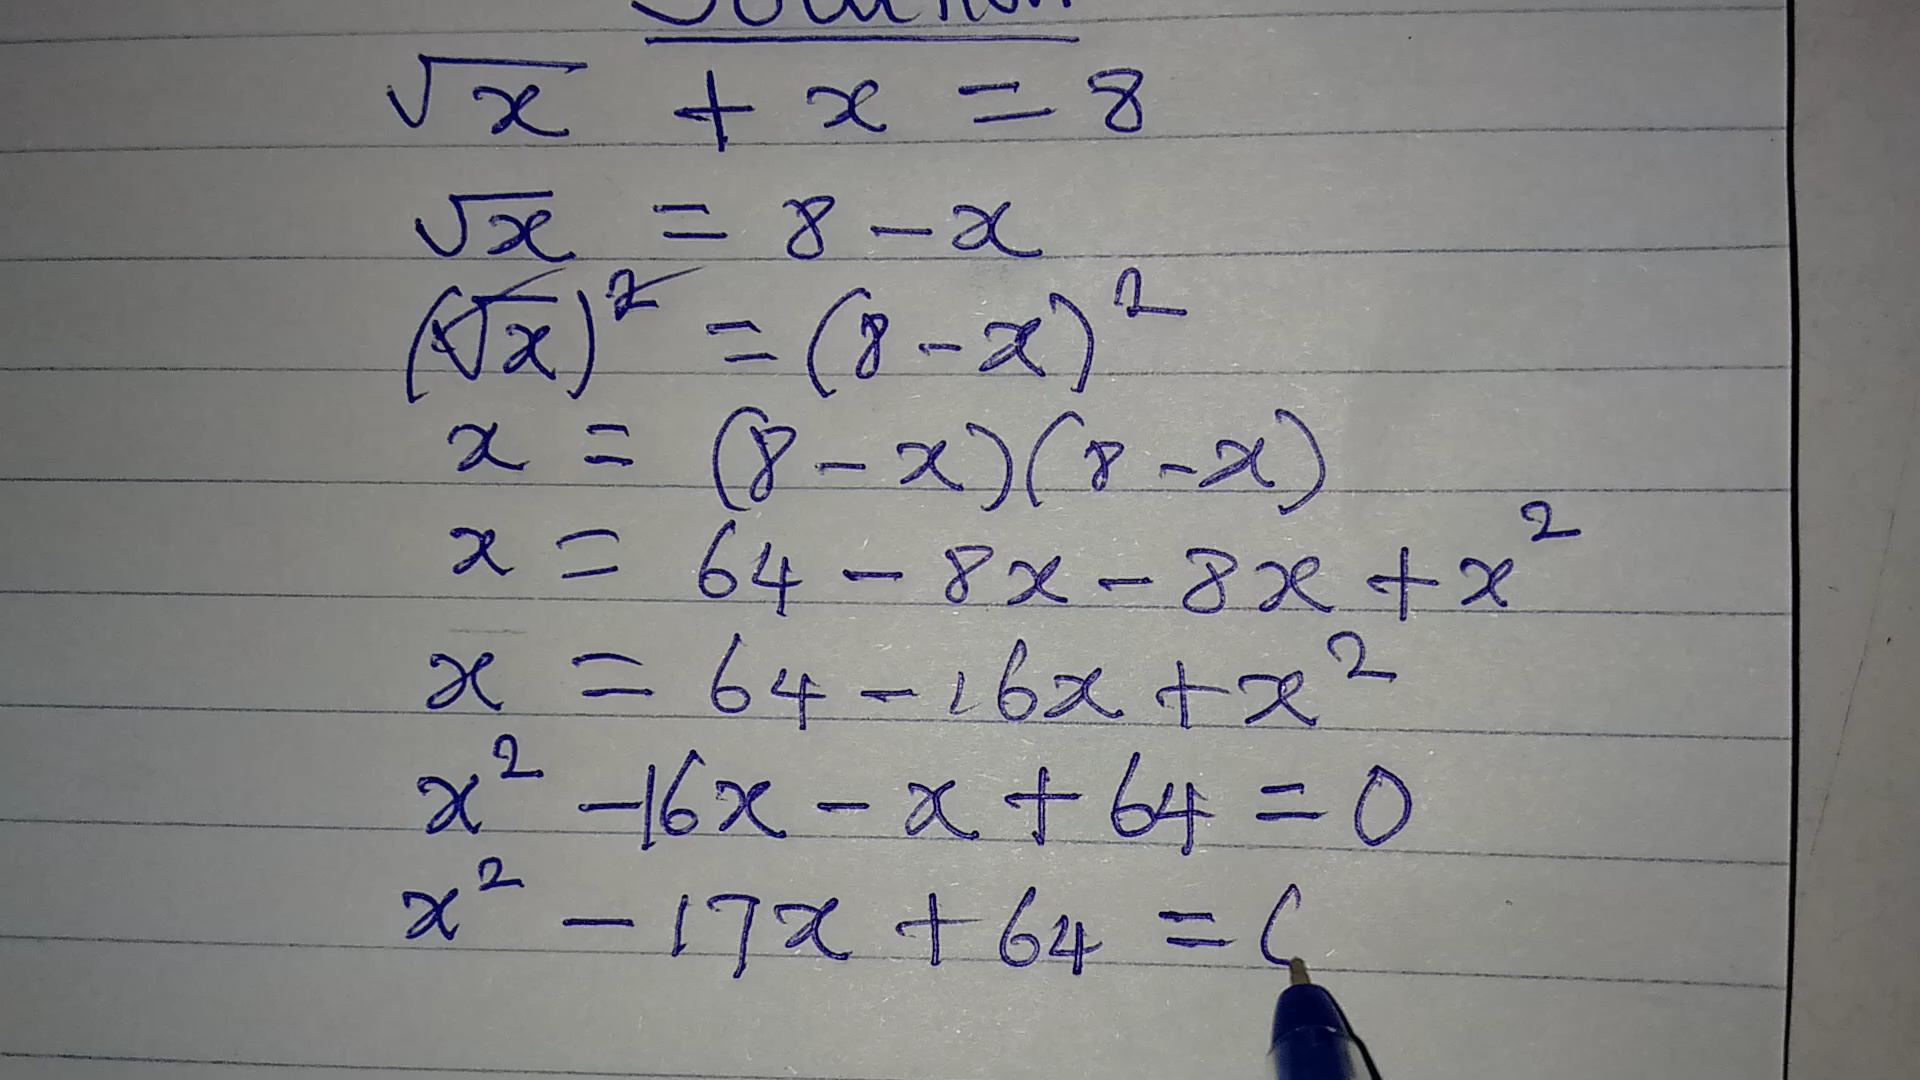 Solution
√x + x = 8
√x = 8 - x
(√x)² = (8 - x)²
x = (8 - x)(8 - x)
x = 64 - 8x - 8x + x²
x = 64 - 16x + x²
x² - 16x - x + 64 = 0
x² - 17x + 64 = 0